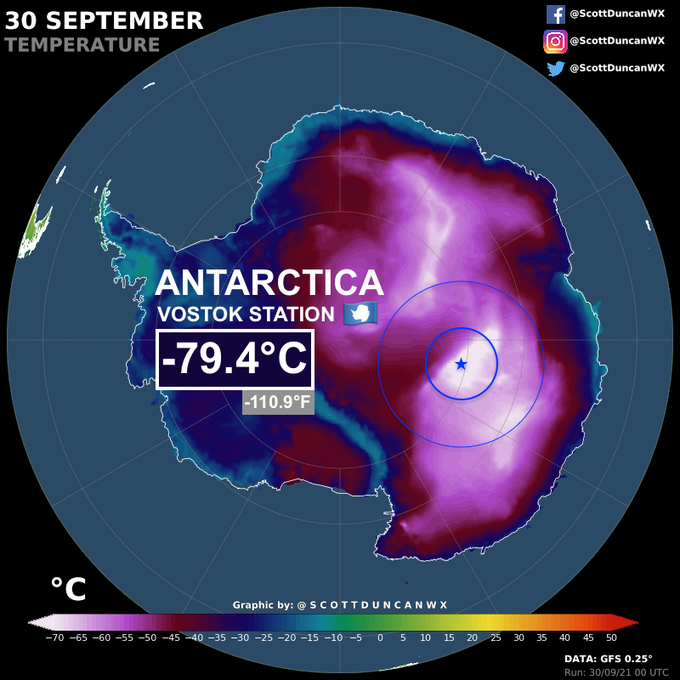 30 SEPTEMBER
TEMPERATURE
@ScottDuncanWX
@ScottDuncanWX
@ScottDuncanWX
ANTARCTICA
VOSTOK STATION
-79.4°C
-110.9°F
°C
Graphic by: @SCOTTDUNCANWX
−70 −65 −60 −55 −50 −45 −40 −35 −30 −25 −20 −15 −10 −5 0 5 10 15 20 25 30 35 40 45 50
DATA: GFS 0.25°
Run: 30/09/21 00 UTC